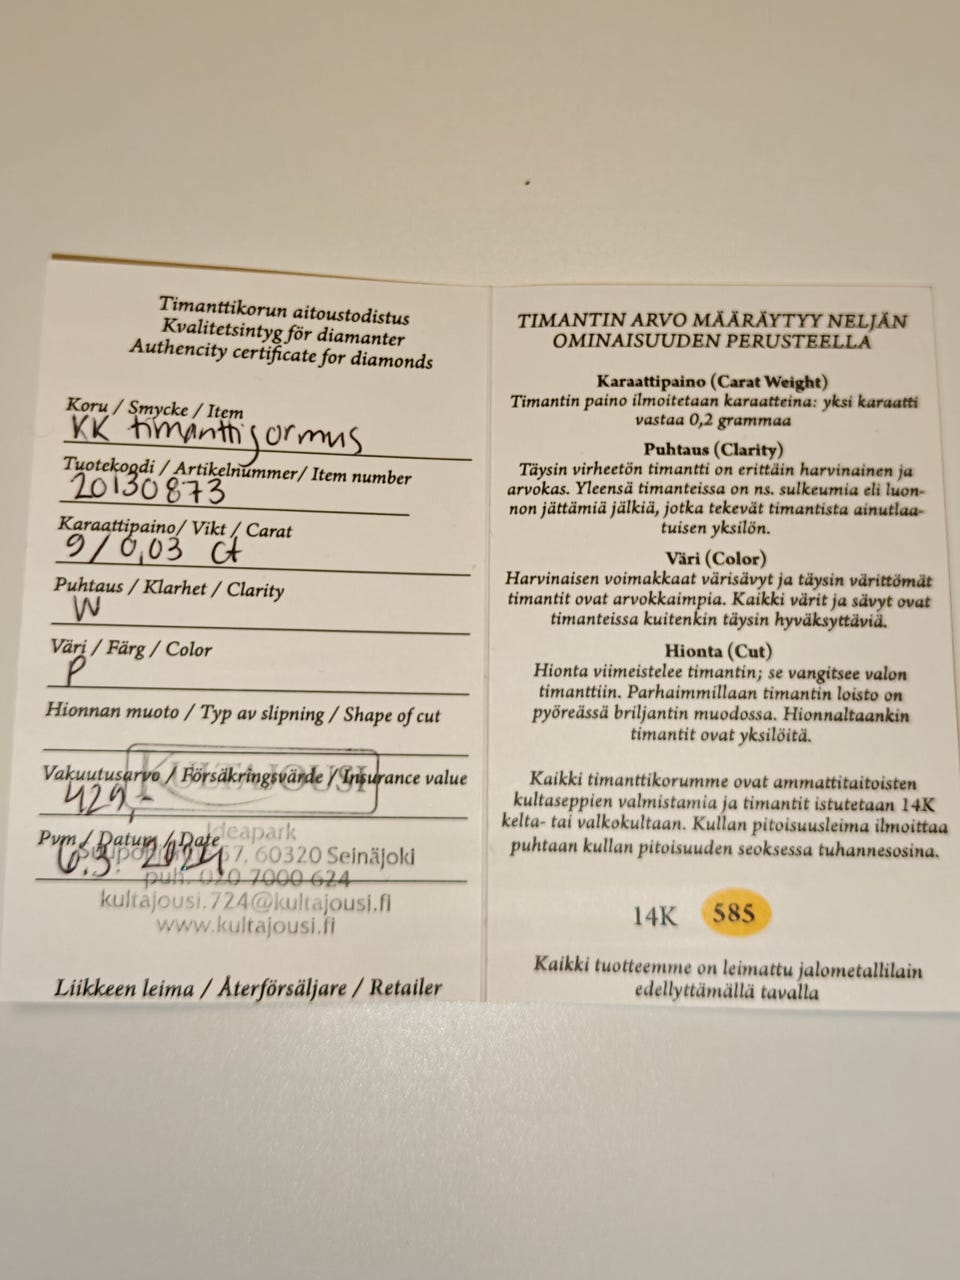 Timanttikorun aitoustodistus
Kvalitetsintyg för diamanter
Authencity certificate for diamonds
Koru / Smycke / Item
KK timanttisormus
Tuotekoodi / Artikelnummer/ Item number
20130873
Karaattipaino/ Vikt / Carat
9/0,03 ct
Puhtaus / Klarhet / Clarity
W
Väri / Färg / Color
P
Hionnan muoto / Typ av slipning / Shape of cut
KULTAJOUSI
Vakuutusarvo / Försäkringsvärde / Insurance value
429,-
Pvm / Datum / Date
6.3. 2024
Ideapark
57, 60320 Seinäjoki
puh. 020 7000 624
kultajousi.724@kultajousi.fi
www.kultajousi.fi
Liikkeen leima / Återförsäljare / Retailer
TIMANTIN ARVO MÄÄRÄYTYY NELJÄN
OMINAISUUDEN PERUSTEELLA
Karaattipaino (Carat Weight)
Timantin paino ilmoitetaan karaatteina: yksi karaatti
vastaa 0,2 grammaa
Puhtaus (Clarity)
Täysin virheetön timantti on erittäin harvinainen ja
arvokas. Yleensä timanteissa on ns. sulkeumia eli luon-
non jättämiä jälkiä, jotka tekevät timantista ainutlaa-
tuisen yksilön.
Väri (Color)
Harvinaisen voimakkaat värisävyt ja täysin värittömät
timantit ovat arvokkaimpia. Kaikki värit ja sävyt ovat
timanteissa kuitenkin täysin hyväksyttäviä.
Hionta (Cut)
Hionta viimeistelee timantin; se vangitsee valon
timanttiin. Parhaimmillaan timantin loisto on
pyöreässä briljantin muodossa. Hionnaltaankin
timantit ovat yksilöitä.
Kaikki timanttikorumme ovat ammattitaitoisten
kultaseppien valmistamia ja timantit istutetaan 14K
kelta- tai valkokultaan. Kullan pitoisuusleima ilmoittaa
puhtaan kullan pitoisuuden seoksessa tuhannesosina.
14K 585
Kaikki tuotteemme on leimattu jalometallilain
edellyttämällä tavalla